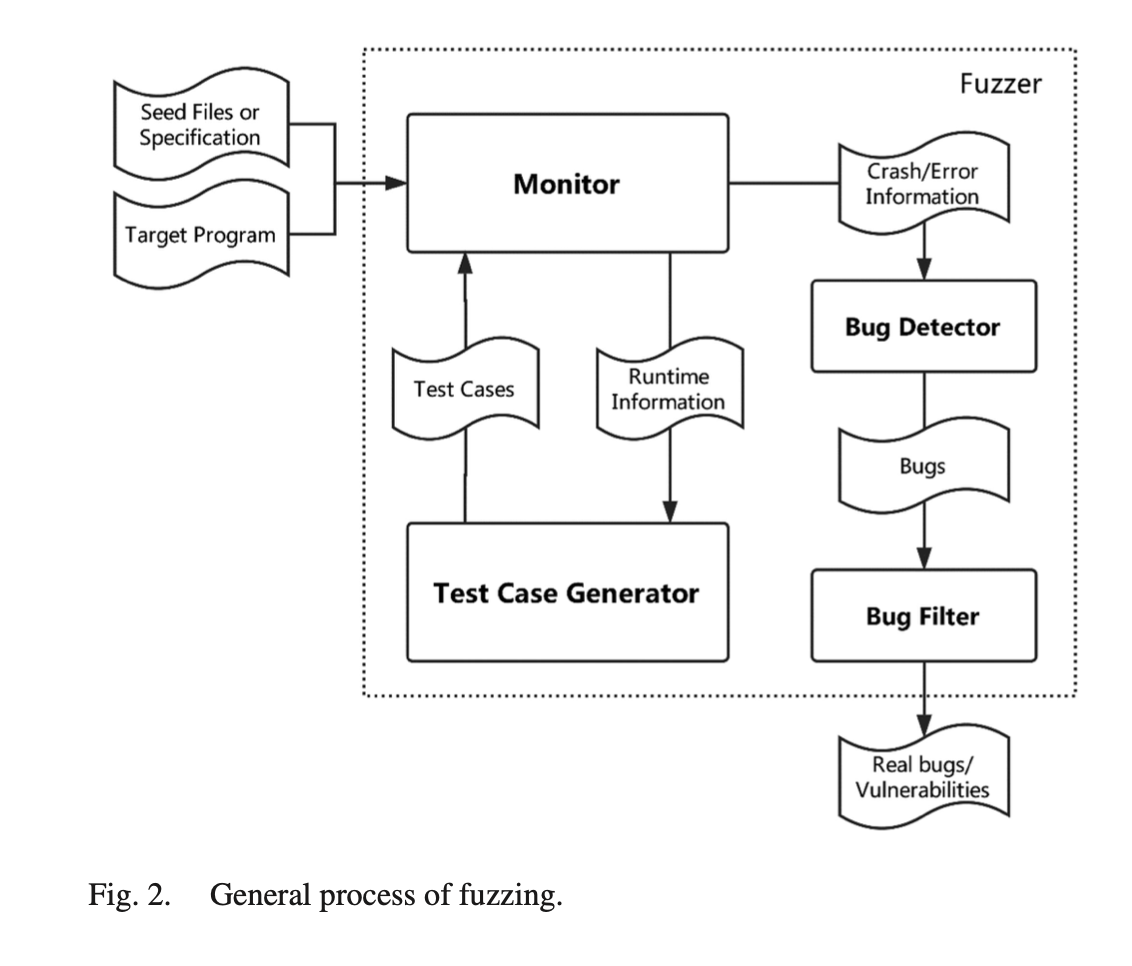 Fuzzer
Seed Files or
Specification
Target Program
Monitor
Crash/Error
Information
Bug Detector
Test Cases
Runtime
Information
Bugs
Test Case Generator
Bug Filter
Real bugs/
Vulnerabilities
Fig. 2. General process of fuzzing.